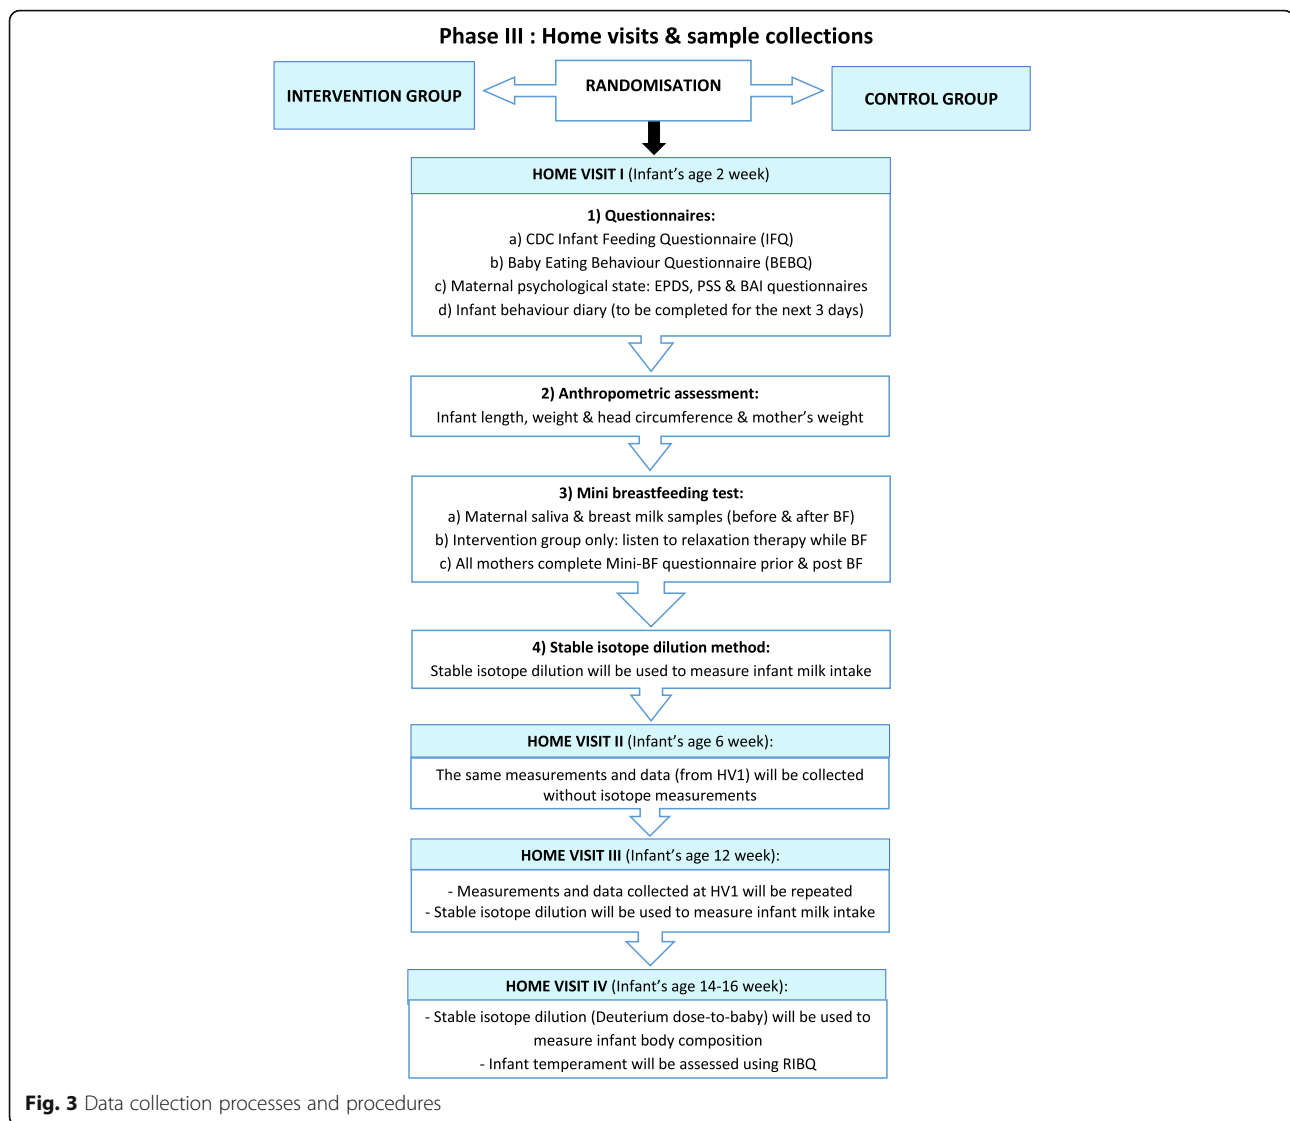 Phase III : Home visits & sample collections
INTERVENTION GROUP
RANDOMISATION
CONTROL GROUP
HOME VISIT I (Infant's age 2 week)
1) Questionnaires:
a) CDC Infant Feeding Questionnaire (IFQ)
b) Baby Eating Behaviour Questionnaire (BEBQ)
c) Maternal psychological state: EPDS, PSS & BAI questionnaires
d) Infant behaviour diary (to be completed for the next 3 days)
2) Anthropometric assessment:
Infant length, weight & head circumference & mother's weight
3) Mini breastfeeding test:
a) Maternal saliva & breast milk samples (before & after BF)
b) Intervention group only: listen to relaxation therapy while BF
c) All mothers complete Mini-BF questionnaire prior & post BF
4) Stable isotope dilution method:
Stable isotope dilution will be used to measure infant milk intake
HOME VISIT II (Infant's age 6 week):
The same measurements and data (from HV1) will be collected
without isotope measurements
HOME VISIT III (Infant's age 12 week):
- Measurements and data collected at HV1 will be repeated
- Stable isotope dilution will be used to measure infant milk intake
HOME VISIT IV (Infant's age 14-16 week):
- Stable isotope dilution (Deuterium dose-to-baby) will be used to
measure infant body composition
- Infant temperament will be assessed using RIBQ
Fig. 3 Data collection processes and procedures